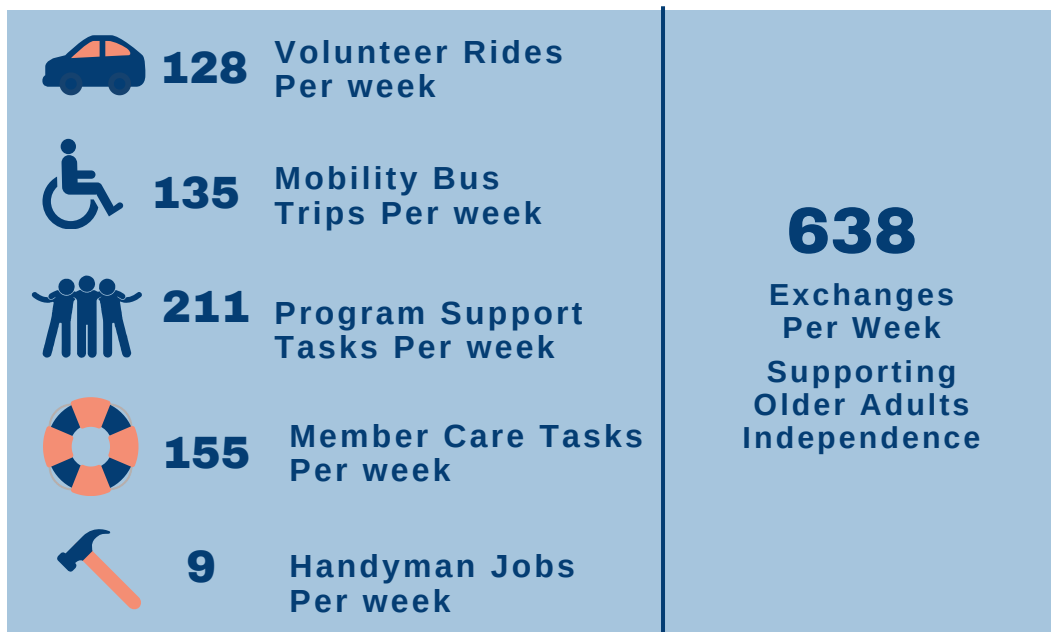 128
Volunteer Rides
Per week
135
Mobility Bus
Trips Per week
211
Program Support
Tasks Per week
155
Member Care Tasks
Per week
9
Handyman Jobs
Per week
638
Exchanges
Per Week
Supporting
Older Adults
Independence